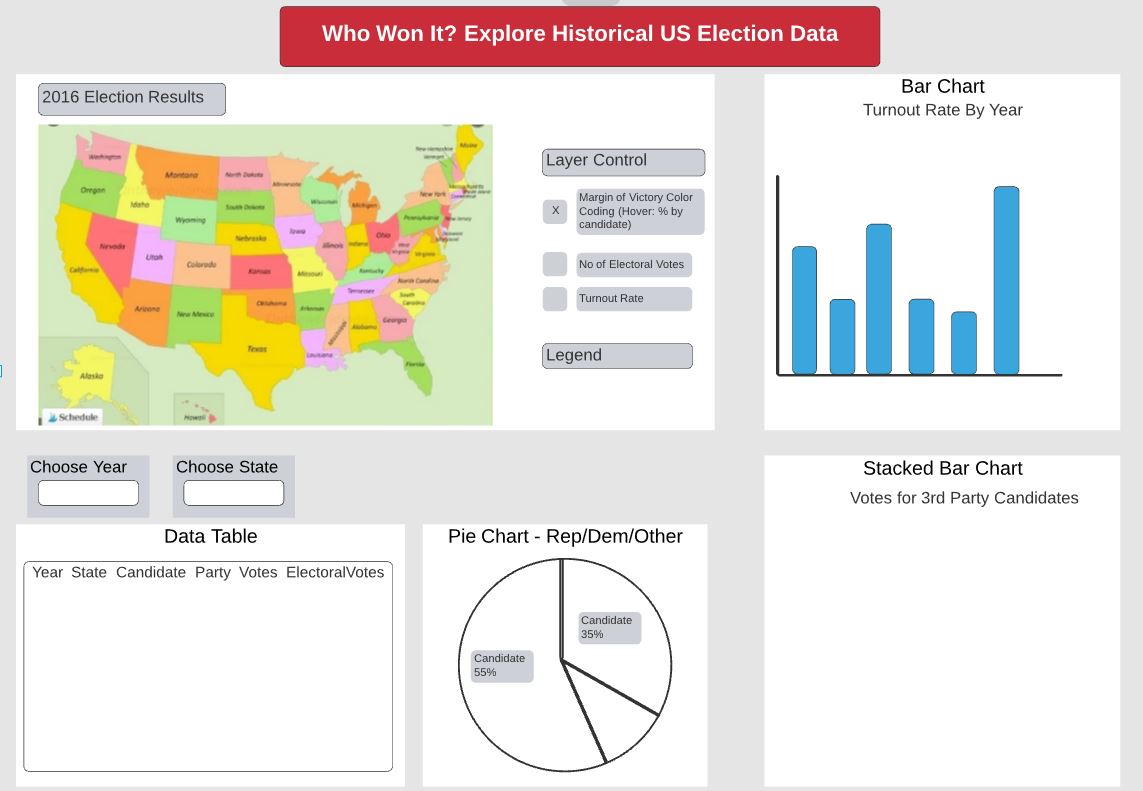 Who Won It? Explore Historical US Election Data
2016 Election Results
Washington
Montana
North Dakota
Minnesota
Maine
New Hampshire
Vermont
Oregon
Idaho
Wyoming
South Dakota
Wisconsin
Michigan
New York
Massachusetts
Rhode Island
Nevada
Utah
Colorado
Nebraska
Iowa
Illinois
Indiana
Ohio
Pennsylvania
New Jersey
California
Kansas
Missouri
Kentucky
West
Virginia
Virginia
Delaware
Maryland
Arizona
New Mexico
Oklahoma
Arkansas
Tennessee
North Carolina
South
Carolina
Texas
Louisiana
Mississippi
Alabama
Georgia
Florida
Alaska
Hawaii
Schedule
Layer Control
X
Margin of Victory Color
Coding (Hover: % by
candidate)
No of Electoral Votes
Turnout Rate
Legend
Bar Chart
Turnout Rate By Year
Choose Year
Choose State
Data Table
Year State Candidate Party Votes ElectoralVotes
Pie Chart - Rep/Dem/Other
Candidate
35%
Candidate
55%
Stacked Bar Chart
Votes for 3rd Party Candidates